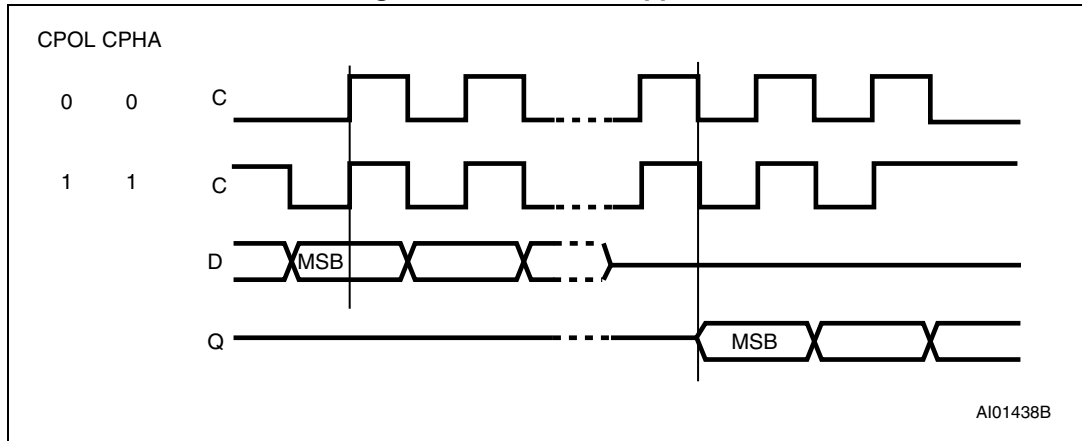 CPOL CPHA
0 0 C
1 1 C
D MSB
Q MSB
AI01438B